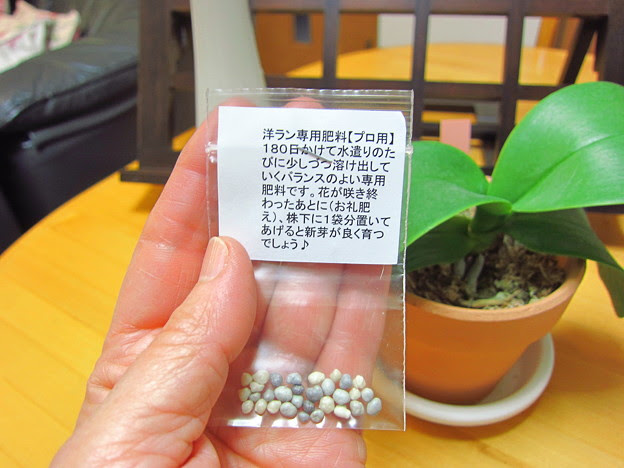 洋ラン専用肥料【プロ用】
180日かけて水遣りのた
びに少しづつ溶け出して
いくバランスのよい専用
肥料です。花が咲き終
わったあとに(お礼肥
え)、株下に1袋分置いて
あげると新芽が良く育つ
でしょう♪